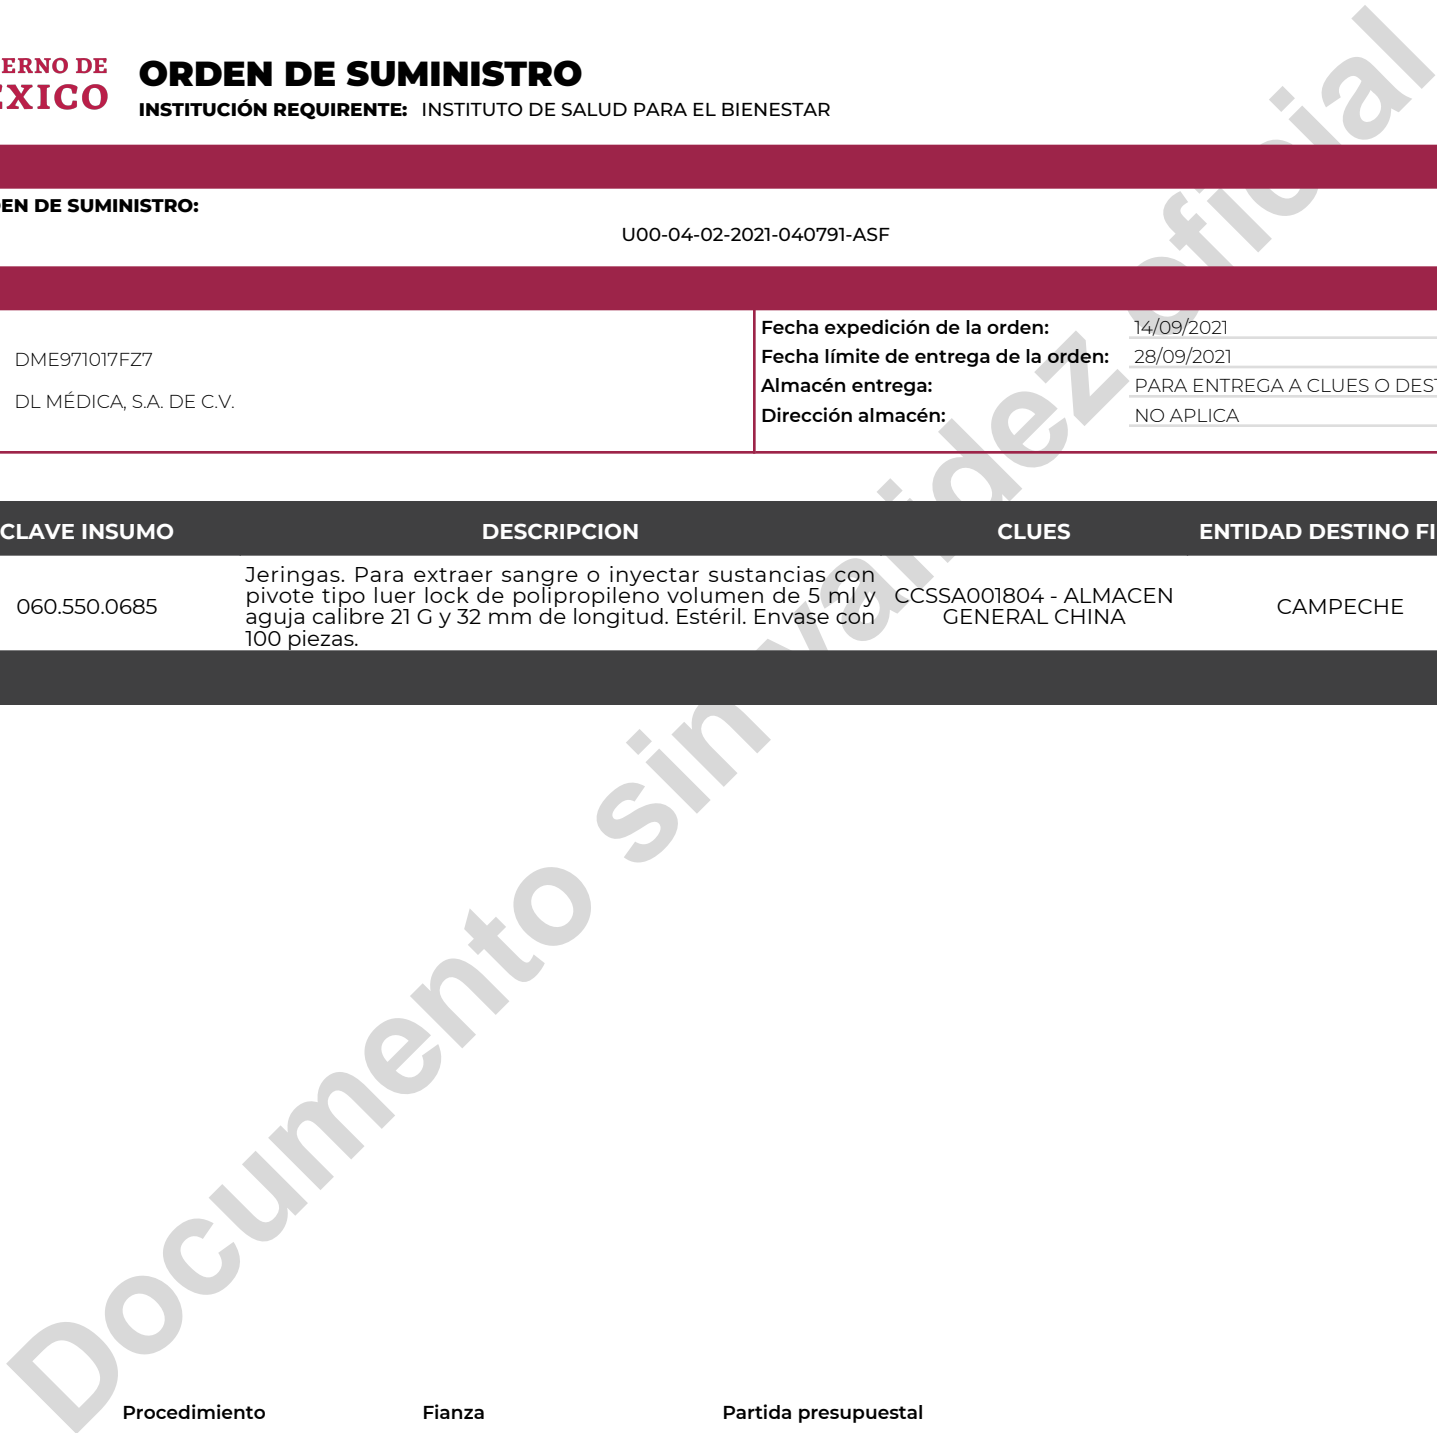 ERNO DE
EXICO
ORDEN DE SUMINISTRO
INSTITUCIÓN REQUIRENTE: INSTITUTO DE SALUD PARA EL BIENESTAR
EN DE SUMINISTRO:
U00-04-02-2021-040791-ASF
DME971017FZ7
DL MÉDICA, S.A. DE C.V.
Fecha expedición de la orden: 14/09/2021
Fecha límite de entrega de la orden: 28/09/2021
Almacén entrega: PARA ENTREGA A CLUES O DEST
Dirección almacén: NO APLICA
CLAVE INSUMO DESCRIPCION CLUES ENTIDAD DESTINO FI
060.550.0685
Jeringas. Para extraer sangre o inyectar sustancias con
pivote tipo luer lock de polipropileno volumen de 5 ml y
aguja calibre 21 G y 32 mm de longitud. Estéril. Envase con
100 piezas.
CCSSA001804 - ALMACEN
GENERAL CHINA
CAMPECHE
Documento sin validez oficial
Procedimiento Fianza Partida presupuestal